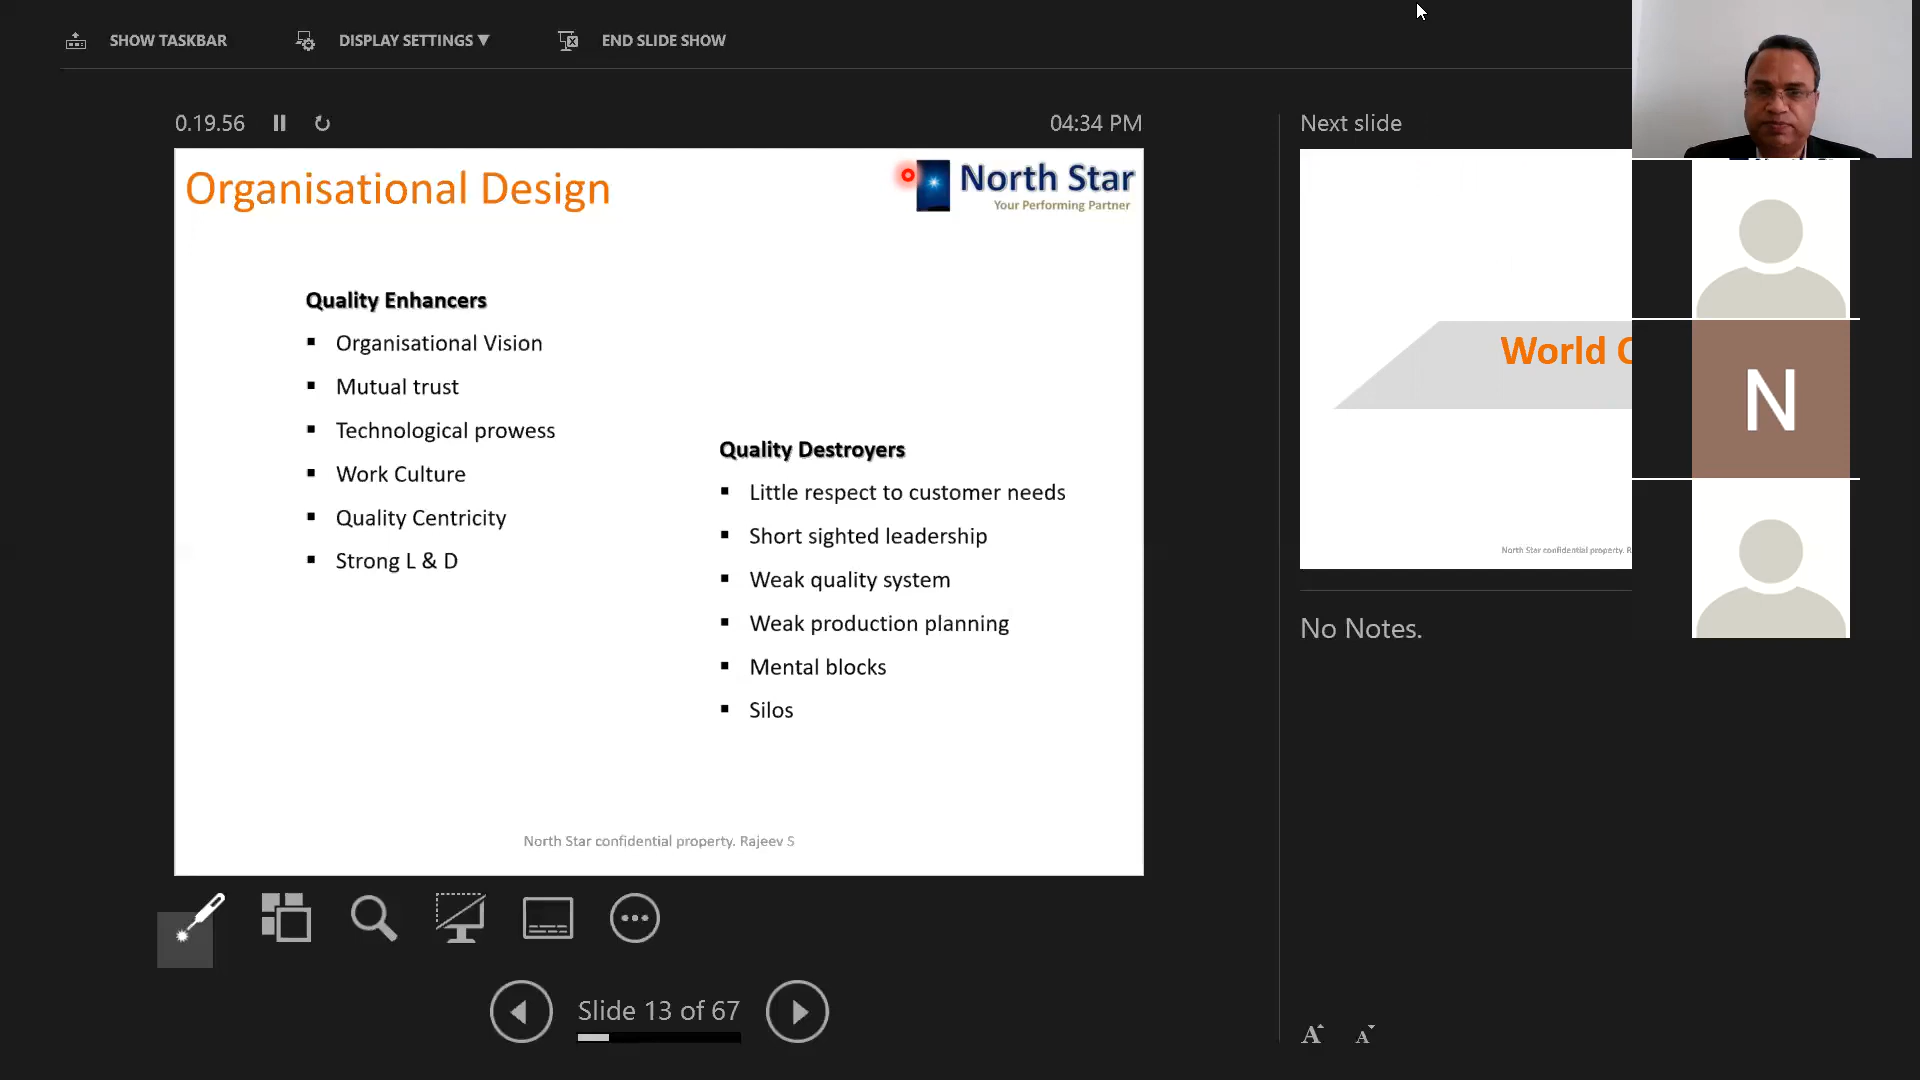 SHOW TASKBAR
DISPLAY SETTINGS ▼
END SLIDE SHOW
0.19.56
04:34 PM
Next slide
Organisational Design
North Star
Your Performing Partner
Quality Enhancers
▪ Organisational Vision
▪ Mutual trust
▪ Technological prowess
▪ Work Culture
▪ Quality Centricity
▪ Strong L & D
Quality Destroyers
▪ Little respect to customer needs
▪ Short sighted leadership
▪ Weak quality system
▪ Weak production planning
▪ Mental blocks
▪ Silos
North Star confidential property. Rajeev S
World
North Star confidential property.
N
No Notes.
Slide 13 of 67
A
A